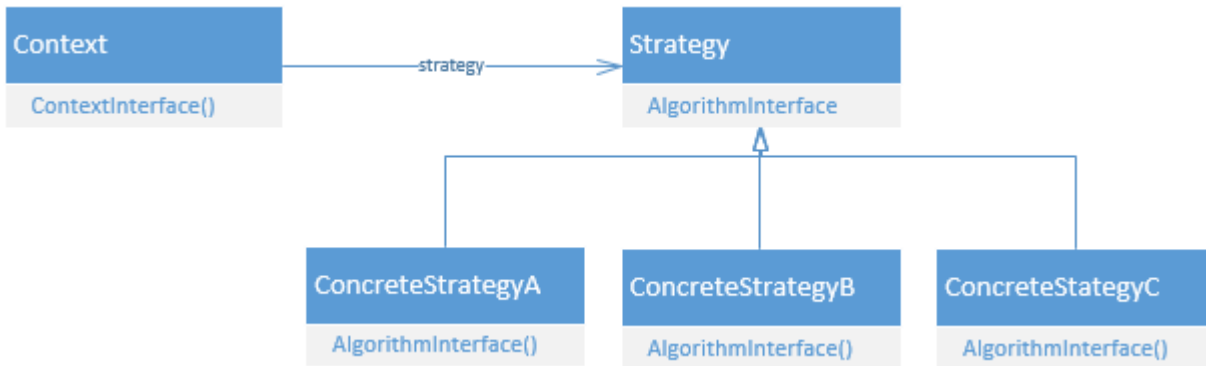 Context
ContextInterface()
strategy
Strategy
AlgorithmInterface
ConcreteStrategyA
AlgorithmInterface()
ConcreteStrategyB
AlgorithmInterface()
ConcreteStategyC
AlgorithmInterface()